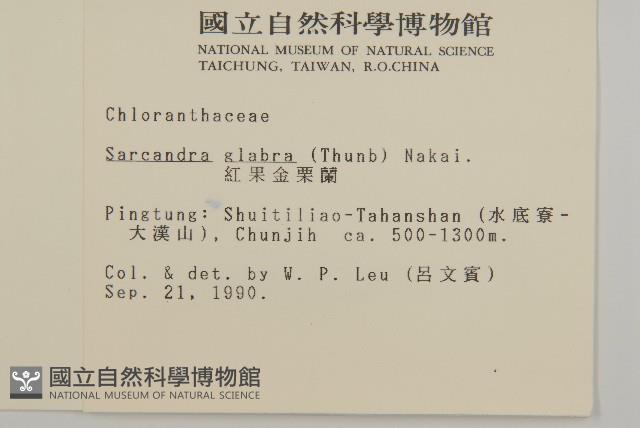 國立自然科學博物館
NATIONAL MUSEUM OF NATURAL SCIENCE
TAICHUNG, TAIWAN, R.O.CHINA
Chloranthaceae
Sarcandra glabra (Thunb) Nakai.
紅果金栗蘭
Pingtung: Shuitiliao-Tahanshan (水底寮-
大漢山), Chunjih ca. 500-1300m.
Col. & det. by W. P. Leu (呂文賓)
Sep. 21, 1990.
國立自然科學博物館
NATIONAL MUSEUM OF NATURAL SCIENCE